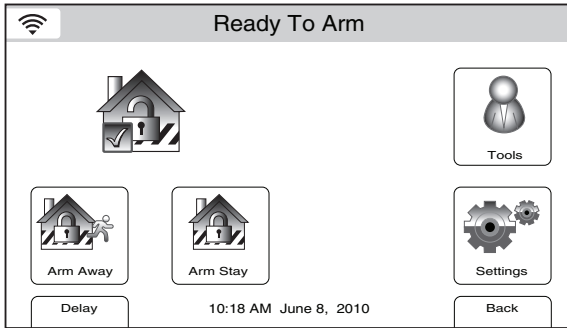 Ready To Arm
Tools
Arm Away
Arm Stay
Settings
Delay
10:18 AM June 8, 2010
Back